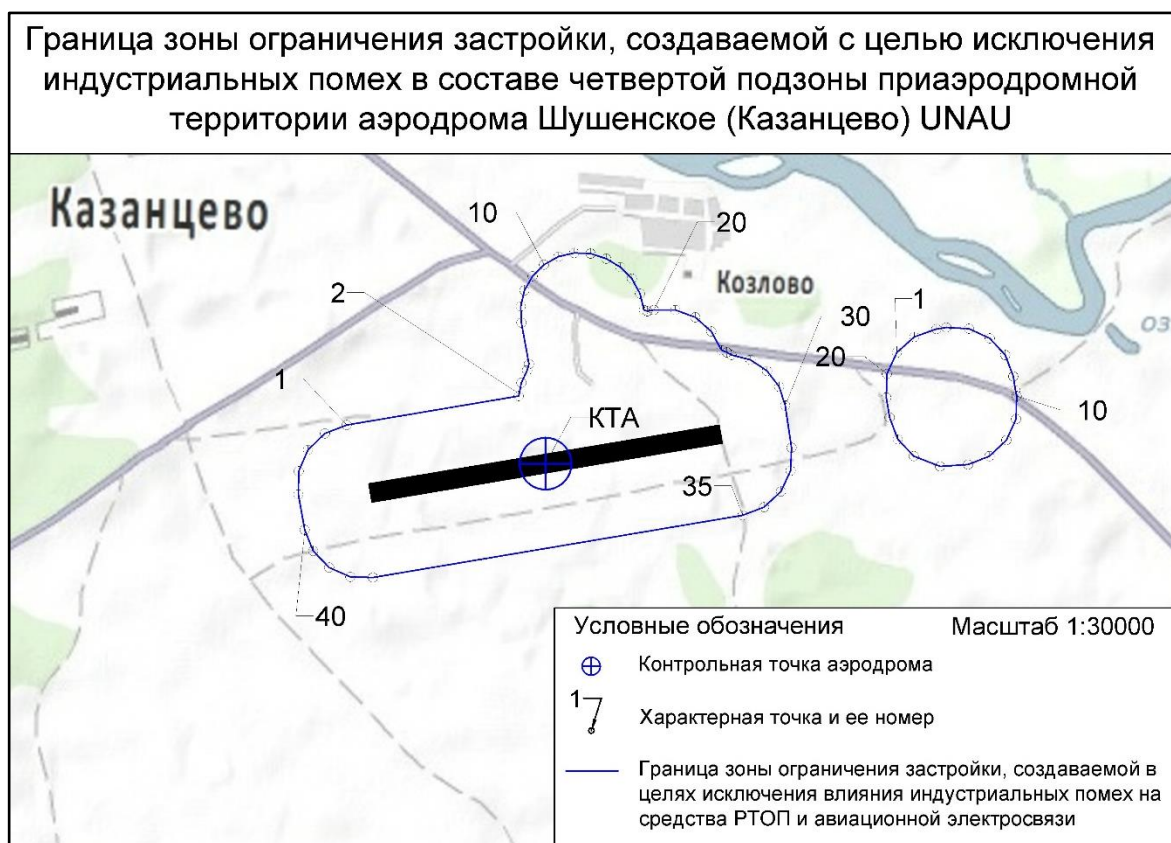 Граница зоны ограничения застройки, создаваемой с целью исключения
индустриальных помех в составе четвертой подзоны приаэродромной
территории аэродрома Шушенское (Казанцево) UNAU
Казанцево
10
20
2
Козлово
30
1
ОЗ
20
1
КТА
10
35
40
Условные обозначения
Масштаб 1:30000
Контрольная точка аэродрома
1
Характерная точка и ее номер
Граница зоны ограничения застройки, создаваемой в
целях исключения влияния индустриальных помех на
средства РТОП и авиационной электросвязи